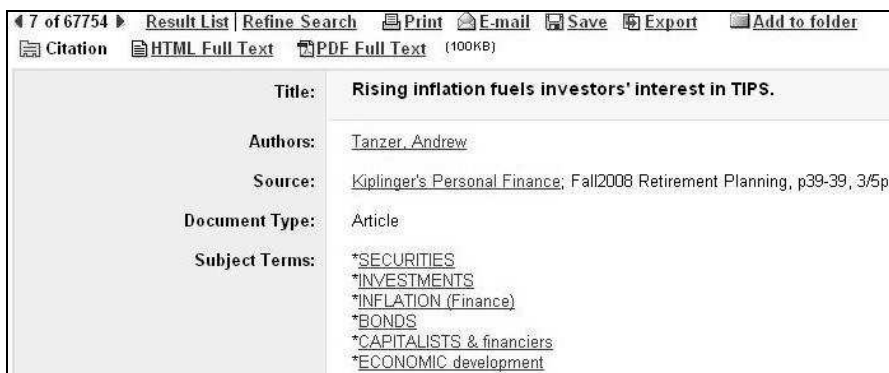 7 of 67754 Result List | Refine Search Print E-mail Save Export Add to folder
Citation HTML Full Text PDF Full Text (100KB)
Title: Rising inflation fuels investors' interest in TIPS.
Authors: Tanzer, Andrew
Source: Kiplinger's Personal Finance; Fall2008 Retirement Planning, p39-39, 3/5p
Document Type: Article
Subject Terms: *SECURITIES
*INVESTMENTS
*INFLATION (Finance)
*BONDS
*CAPITALISTS & financiers
*ECONOMIC development